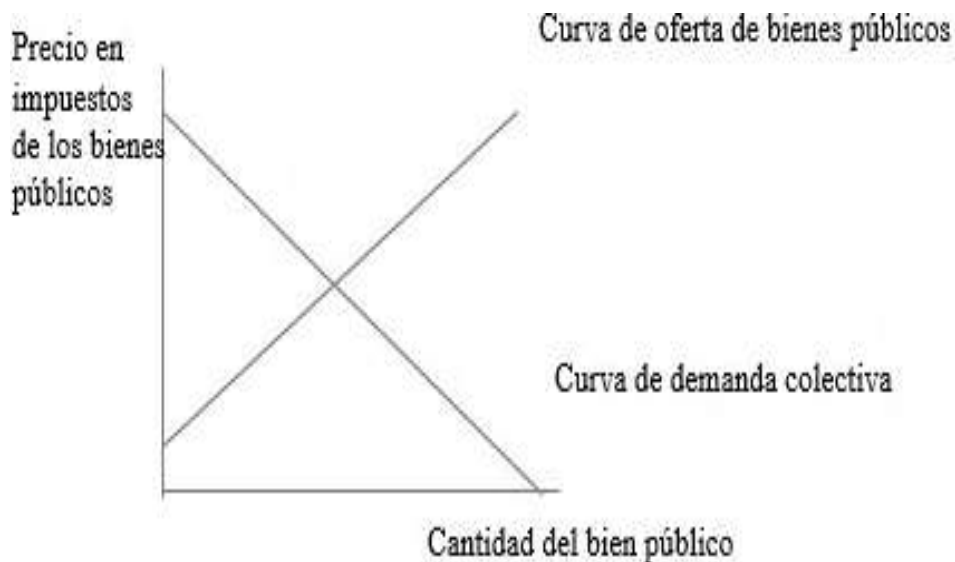 Curva de oferta de bienes públicos
Precio en
impuestos
de los bienes
públicos
Curva de demanda colectiva
Cantidad del bien público